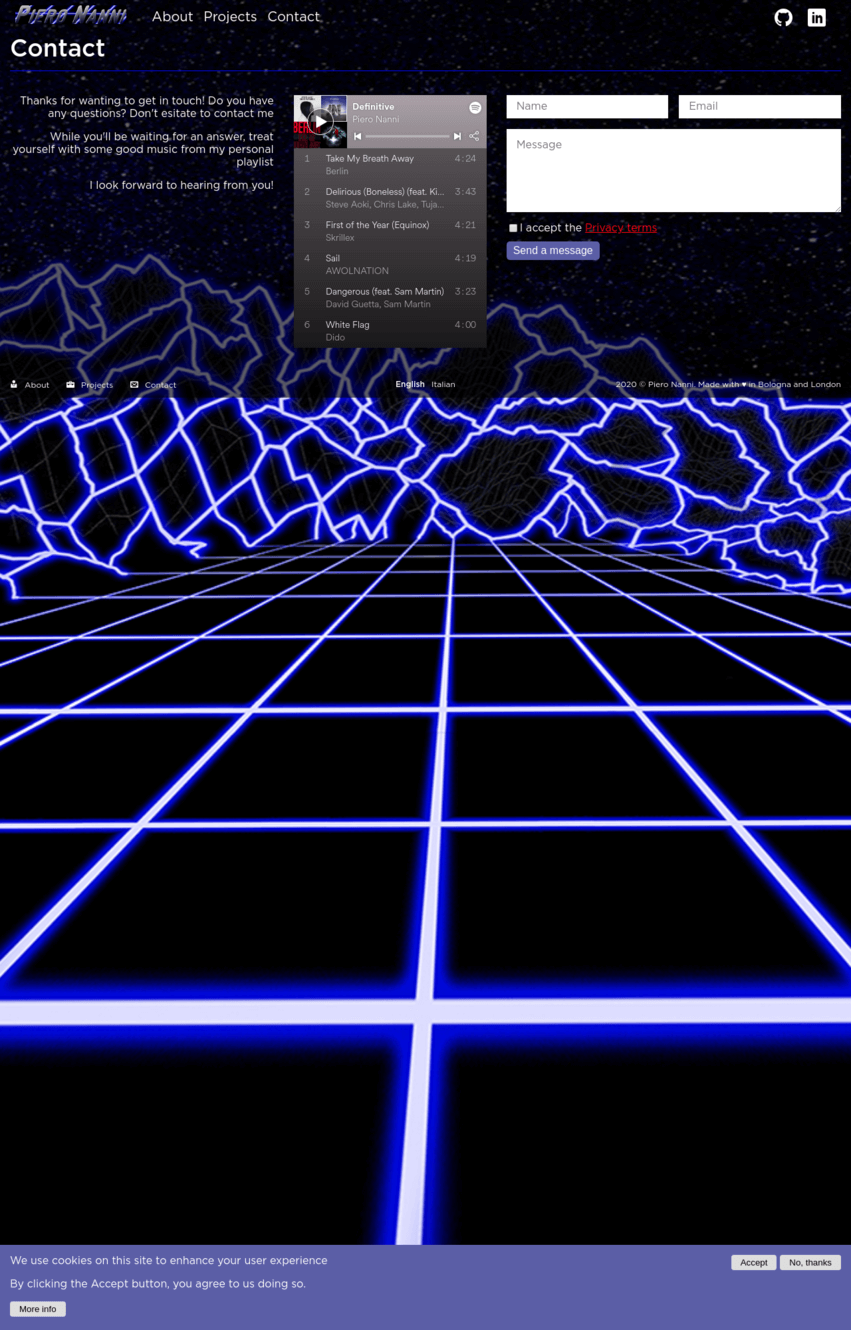 Piero Nanni
About Projects Contact
Contact
Thanks for wanting to get in touch! Do you have
any questions? Don't esitate to contact me
While you'll be waiting for an answer, treat
yourself with some good music from my personal
playlist
I look forward to hearing from you!
Definitive
Piero Nanni
1 Take My Breath Away 4:24
Berlin
2 Delirious (Boneless) (feat. Ki... 3:43
Steve Aoki, Chris Lake, Tuja...
3 First of the Year (Equinox) 4:21
Skrillex
4 Sail 4:19
AWOLNATION
5 Dangerous (feat. Sam Martin) 3:23
David Guetta, Sam Martin
6 White Flag 4:00
Dido
Name Email
Message
I accept the Privacy terms
Send a message
About Projects Contact
English Italian
2020 © Piero Nanni. Made with ♥ in Bologna and London
We use cookies on this site to enhance your user experience
By clicking the Accept button, you agree to us doing so.
More info
Accept No, thanks